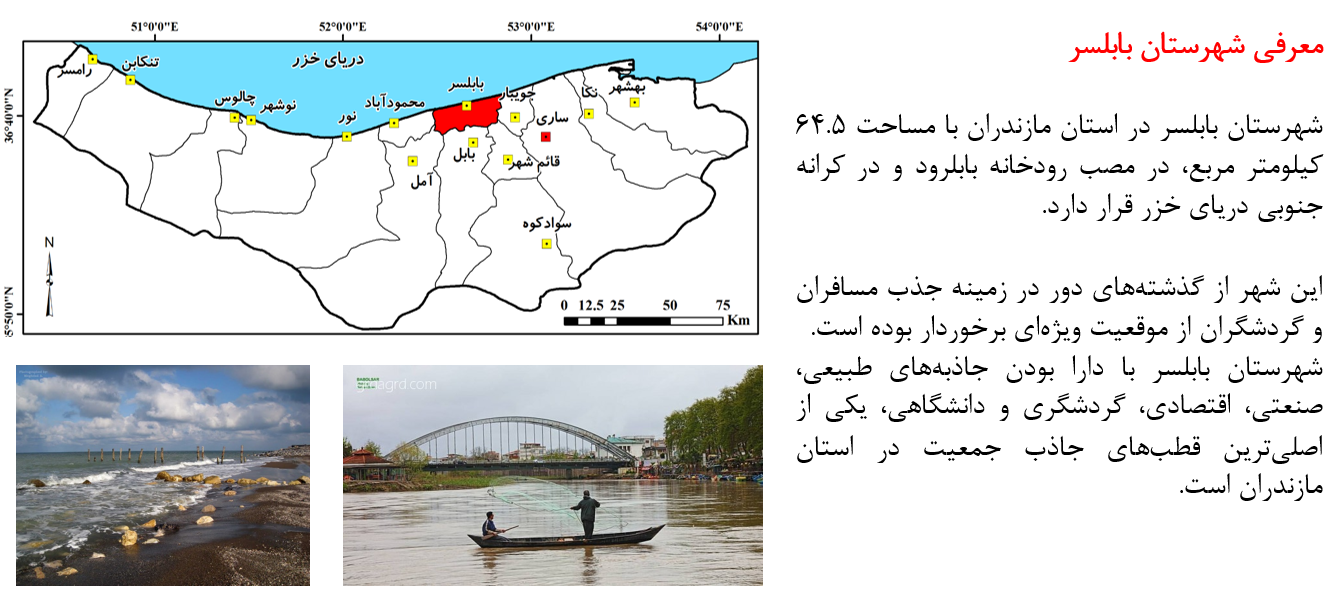 معرفی شهرستان بابلسر
شهرستان بابلسر در استان مازندران با مساحت ۶۴.۵
کیلومتر مربع، در مصب رودخانه بابلرود و در کرانه
جنوبی دریای خزر قرار دارد.
این شهر از گذشته‌های دور در زمینه جذب مسافران
و گردشگران از موقعیت ویژه‌ای برخوردار بوده است.
شهرستان بابلسر با دارا بودن جاذبه‌های طبیعی،
صنعتی، اقتصادی، گردشگری و دانشگاهی، یکی از
اصلی‌ترین قطب‌های جاذب جمعیت در استان
مازندران است.
51°0'0"E
52°0'0"E
53°0'0"E
54°0'0"E
36°40'0"N
5°50'0"N
دریای خزر
رامسر
تنکابن
چالوس
نوشهر
نور
محمودآباد
بابلسر
جویبار
نکا
بهشهر
ساری
بابل
قائم شهر
آمل
سوادکوه
N
0 12.5 25 50 75
Km